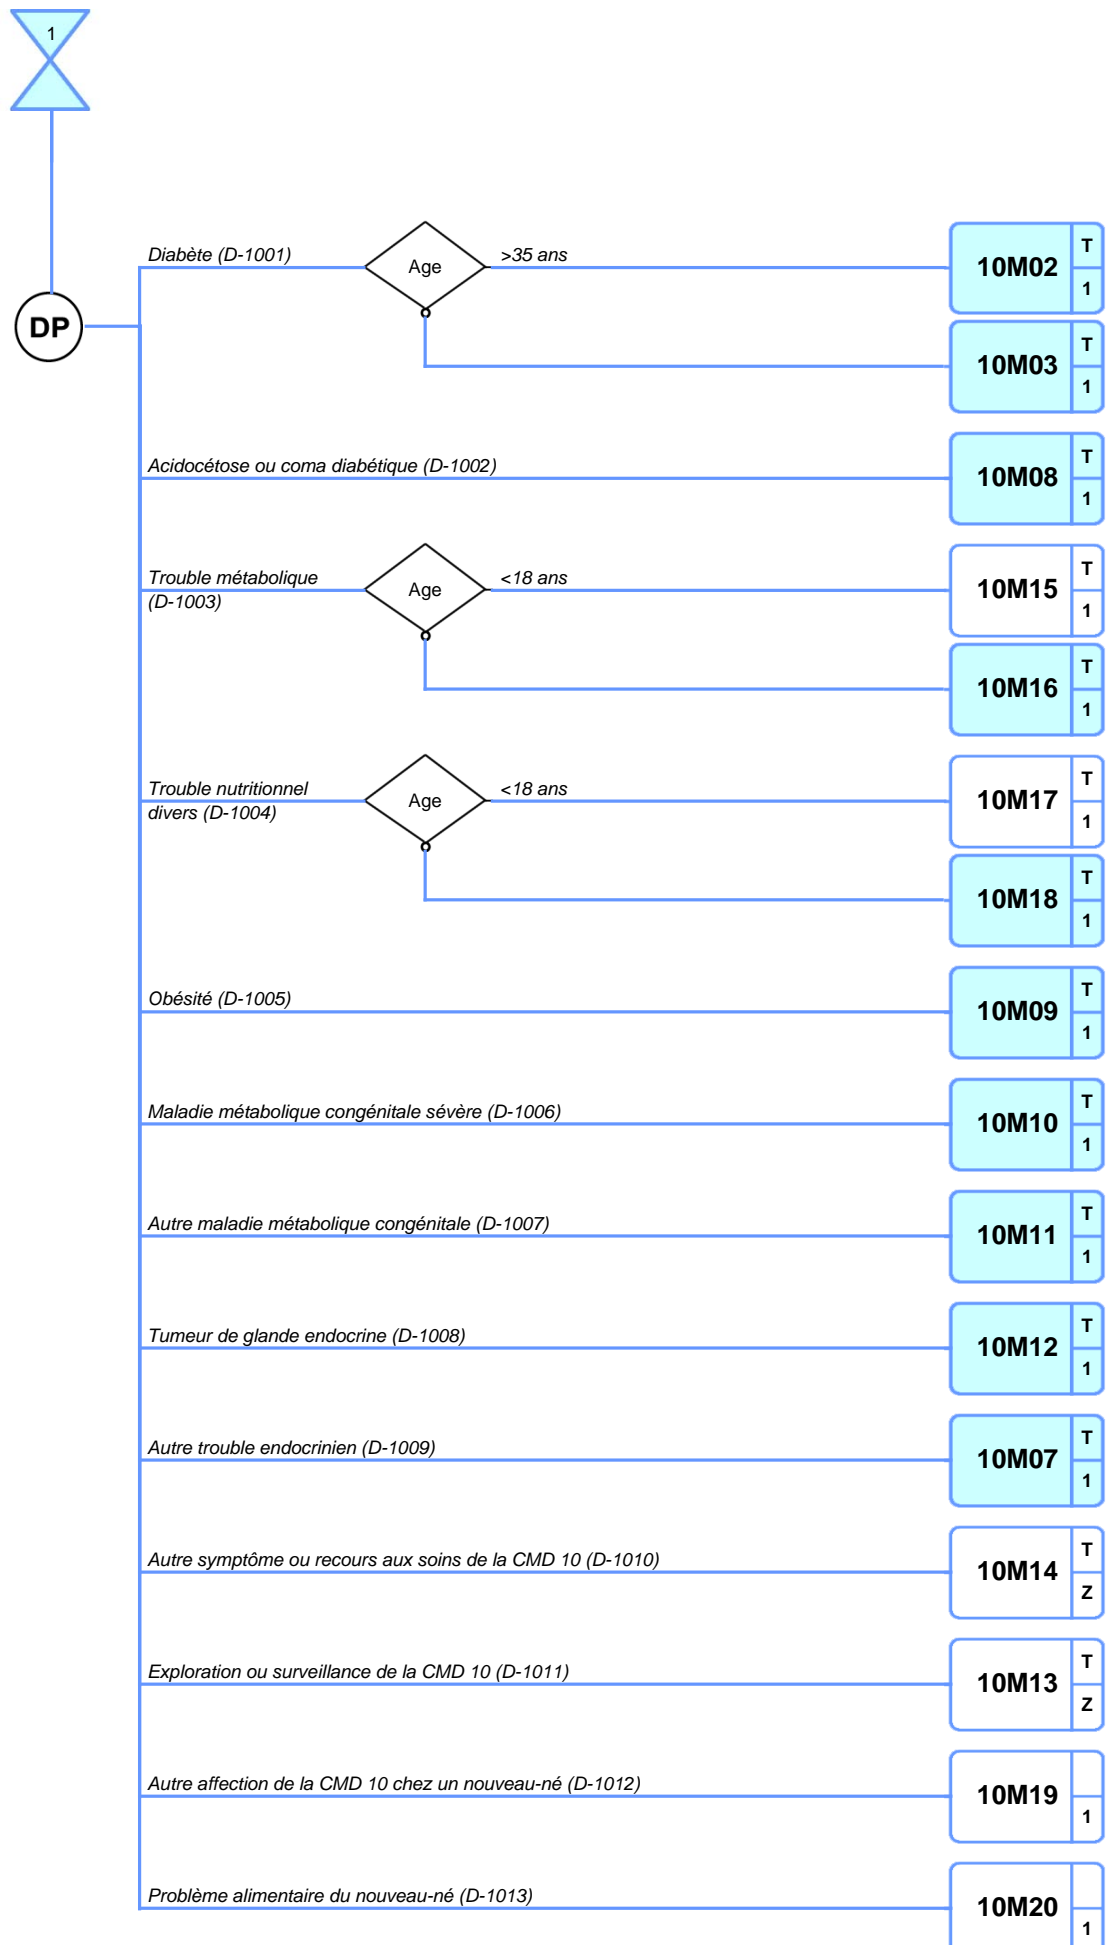 1
Diabète (D-1001)
Age
>35 ans
10M02
T
1
DP
10M03
T
1
Acidocétose ou coma diabétique (D-1002)
10M08
T
1
Trouble métabolique
(D-1003)
Age
<18 ans
10M15
T
1
10M16
T
1
Trouble nutritionnel
divers (D-1004)
Age
<18 ans
10M17
T
1
10M18
T
1
Obésité (D-1005)
10M09
T
1
Maladie métabolique congénitale sévère (D-1006)
10M10
T
1
Autre maladie métabolique congénitale (D-1007)
10M11
T
1
Tumeur de glande endocrine (D-1008)
10M12
T
1
Autre trouble endocrinien (D-1009)
10M07
T
1
Autre symptôme ou recours aux soins de la CMD 10 (D-1010)
10M14
T
Z
Exploration ou surveillance de la CMD 10 (D-1011)
10M13
T
Z
Autre affection de la CMD 10 chez un nouveau-né (D-1012)
10M19
1
Problème alimentaire du nouveau-né (D-1013)
10M20
1